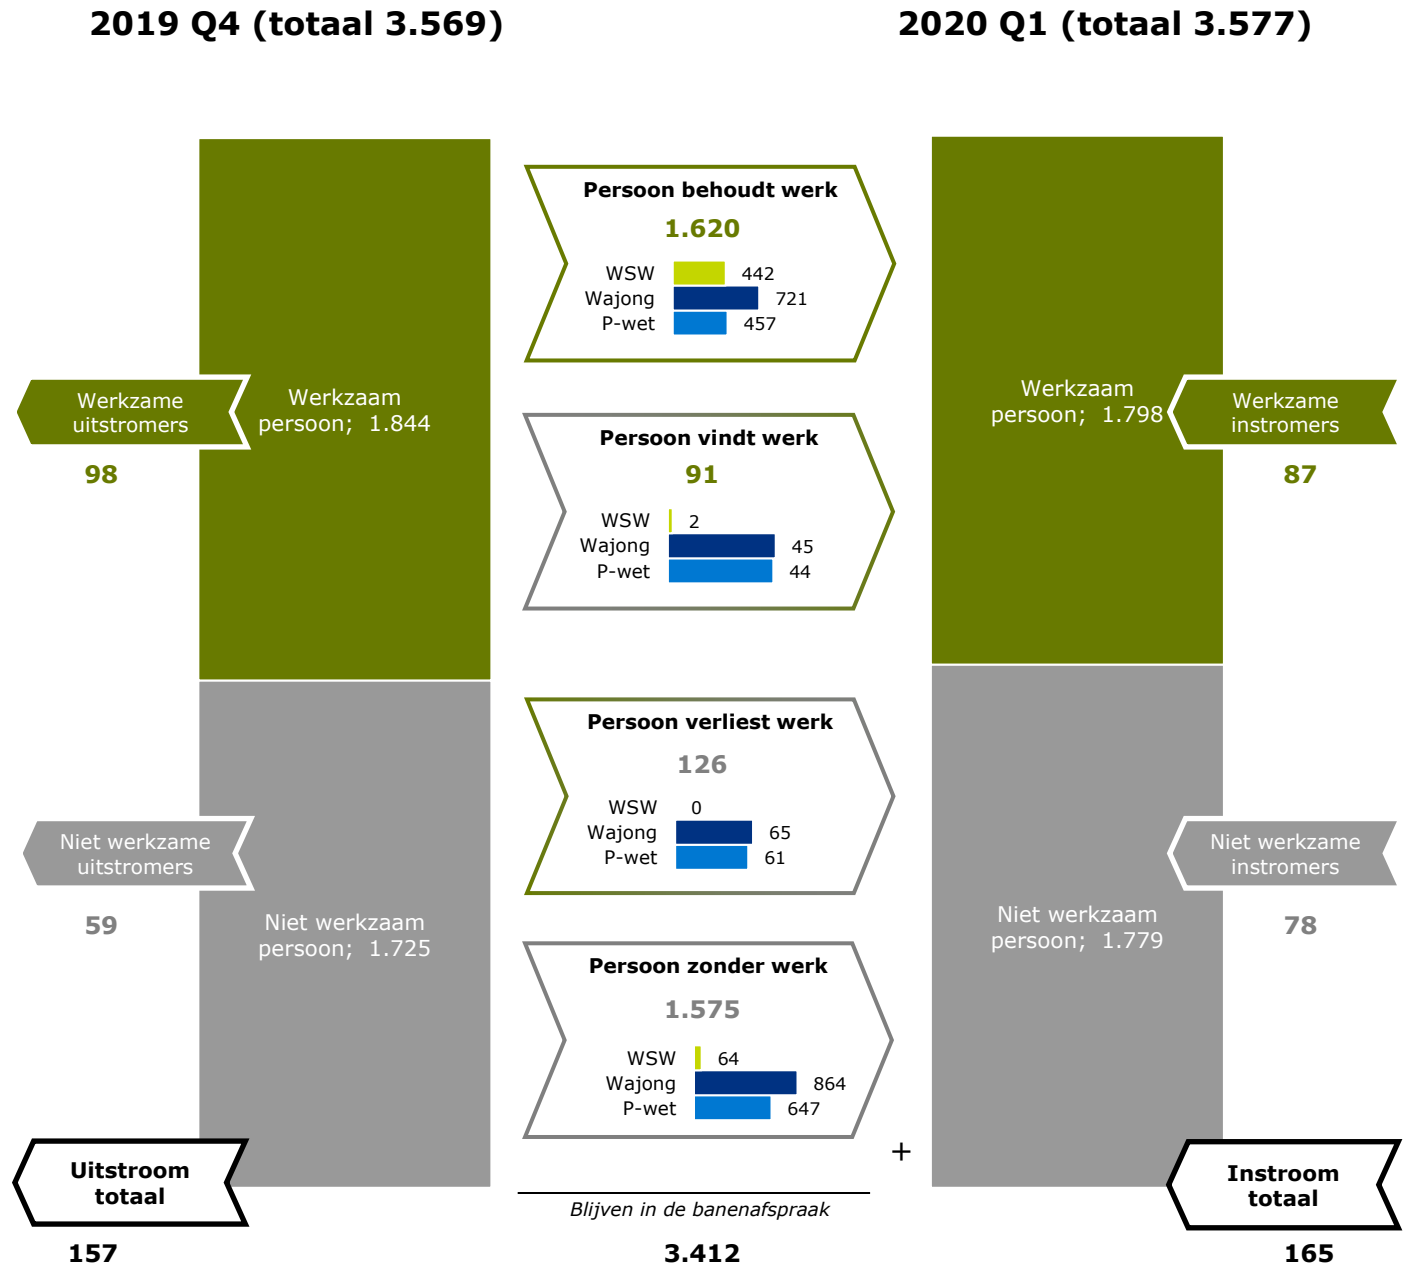 2019 Q4 (totaal 3.569)
2020 Q1 (totaal 3.577)
Persoon behoudt werk
1.620
WSW 442
Wajong 721
P-wet 457
Werkzame
uitstromers
98
Werkzaam
persoon; 1.844
Persoon vindt werk
91
WSW 2
Wajong 45
P-wet 44
Werkzaam
persoon; 1.798
Werkzame
instromers
87
Persoon verliest werk
126
WSW 0
Wajong 65
P-wet 61
Niet werkzame
uitstromers
59
Niet werkzaam
persoon; 1.725
Persoon zonder werk
1.575
WSW 64
Wajong 864
P-wet 647
Niet werkzaam
persoon; 1.779
Niet werkzame
instromers
78
+
Uitstroom
totaal
157
Blijven in de banenafspraak
3.412
Instroom
totaal
165